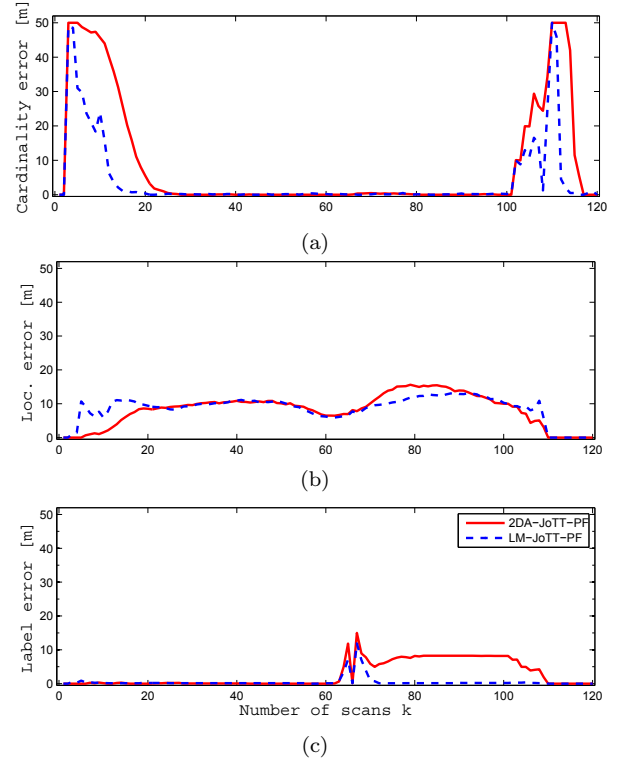 Cardinality error [m]
50
40
30
20
10
0
0 20 40 60 80 100 120
(a)
Loc. error [m]
50
40
30
20
10
0
0 20 40 60 80 100 120
(b)
Label error [m]
50
40
30
20
10
0
2DA-JoTT-PF
LM-JoTT-PF
0 20 40 60 80 100 120
Number of scans k
(c)